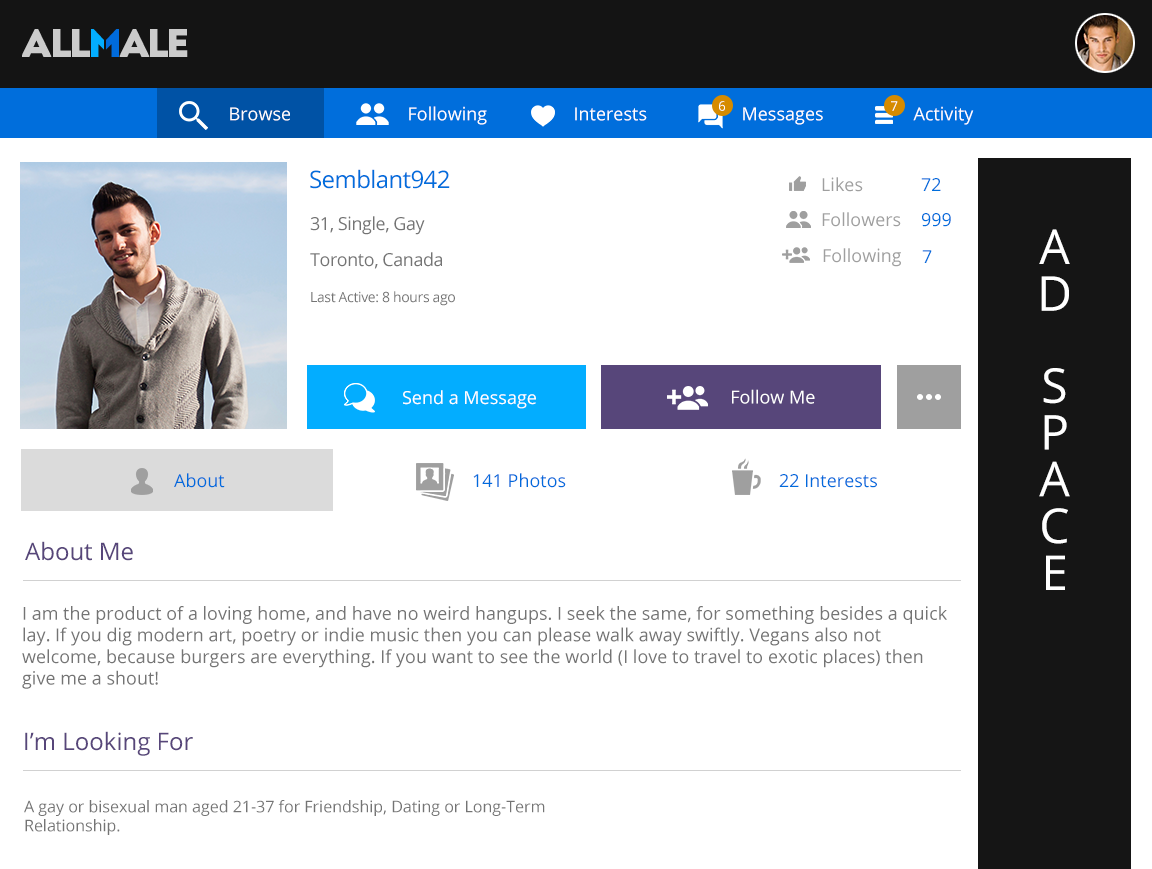 ALLMALE
Browse
Following
Interests
6
Messages
7
Activity
Semblant942
31, Single, Gay
Toronto, Canada
Last Active: 8 hours ago
Likes 72
Followers 999
Following 7
Send a Message
Follow Me
About
141 Photos
22 Interests
About Me
I am the product of a loving home, and have no weird hangups. I seek the same, for something besides a quick
lay. If you dig modern art, poetry or indie music then you can please walk away swiftly. Vegans also not
welcome, because burgers are everything. If you want to see the world (I love to travel to exotic places) then
give me a shout!
I’m Looking For
A gay or bisexual man aged 21-37 for Friendship, Dating or Long-Term
Relationship.
AD SPACE